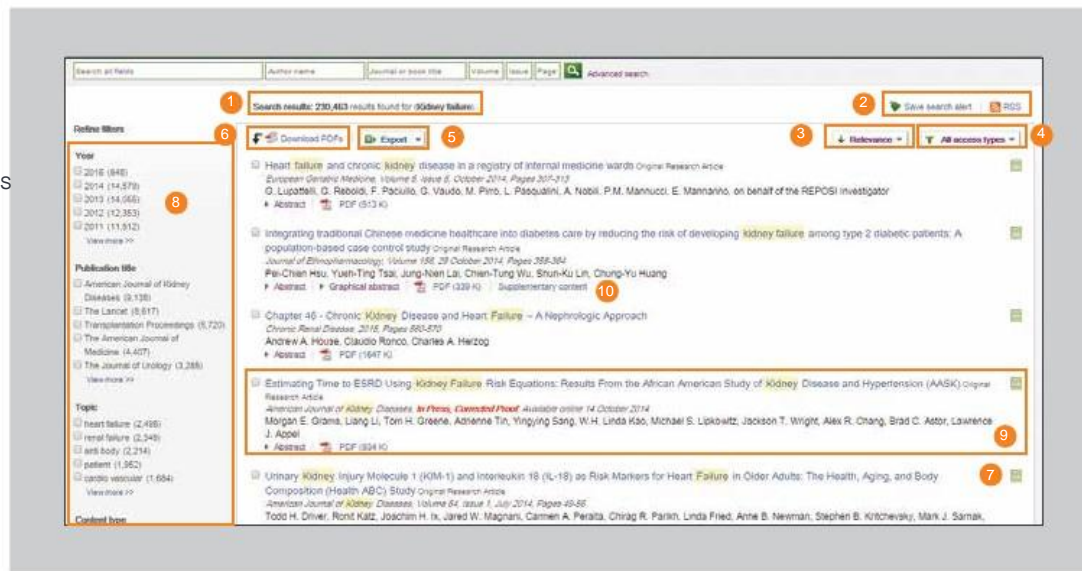 Search all fields Author name Journal or book title Volume Issue Page Advanced search
1 Search results: 230,463 results found for (Kidney failure).
2 Save search alert RSS
Refine filters
6 Download PDFs Export 5
3 Relevance All access types 4
S
Year
2015 (848)
2014 (14,579)
2013 (14,055)
2012 (12,353)
2011 (11,512)
View more >>
8
Publication title
American Journal of Kidney
Diseases (9,138)
The Lancet (8,617)
Transplantation Proceedings (5,720)
The American Journal of
Medicine (4,407)
The Journal of Urology (3,285)
View more >>
Topic
heart failure (2,498)
renal failure (2,348)
anti body (2,214)
patient (1,952)
cardio vascular (1,684)
View more >>
Content type
Heart failure and chronic kidney disease in a registry of internal medicine wards Original Research Article
European Geriatric Medicine, Volume 5, Issue 5, October 2014, Pages 307-313
G. Lupattelli, G. Reboldi, F. Paciullo, G. Vaudo, M. Pirro, L. Pasqualini, A. Nobili, P.M. Mannucci, E. Mannarino, on behalf of the REPOSI Investigator
Abstract PDF (513 K)
Integrating traditional Chinese medicine healthcare into diabetes care by reducing the risk of developing kidney failure among type 2 diabetic patients: A
population-based case control study Original Research Article
Journal of Ethnopharmacology, Volume 156, 28 October 2014, Pages 358-364
Pei-Chien Hsu, Yueh-Ting Tsai, Jung-Nien Lai, Chien-Tung Wu, Shun-Ku Lin, Chung-Yu Huang
Abstract Graphical abstract PDF (339 K) Supplementary content 10
Chapter 46 - Chronic Kidney Disease and Heart Failure – A Nephrologic Approach
Chronic Renal Disease, 2015, Pages 560-570
Andrew A. House, Claudio Ronco, Charles A. Herzog
Abstract PDF (1647 K)
Estimating Time to ESRD Using Kidney Failure Risk Equations: Results From the African American Study of Kidney Disease and Hypertension (AASK) Original
Research Article
American Journal of Kidney Diseases, In Press, Corrected Proof, Available online 14 October 2014
Morgan E. Grams, Liang Li, Tom H. Greene, Adrienne Tin, Yingying Sang, W.H. Linda Kao, Michael S. Lipkowitz, Jackson T. Wright, Alex R. Chang, Brad C. Astor, Lawrence
J. Appel
Abstract PDF (934 K)
9
Urinary Kidney Injury Molecule 1 (KIM-1) and Interleukin 18 (IL-18) as Risk Markers for Heart Failure in Older Adults: The Health, Aging, and Body 7
Composition (Health ABC) Study Original Research Article
American Journal of Kidney Diseases, Volume 64, Issue 1, July 2014, Pages 49-56
Todd H. Driver, Ronit Katz, Joachim H. Ix, Jared W. Magnani, Carmen A. Peralta, Chirag R. Parikh, Linda Fried, Anne B. Newman, Stephen B. Kritchevsky, Mark J. Sarnak,